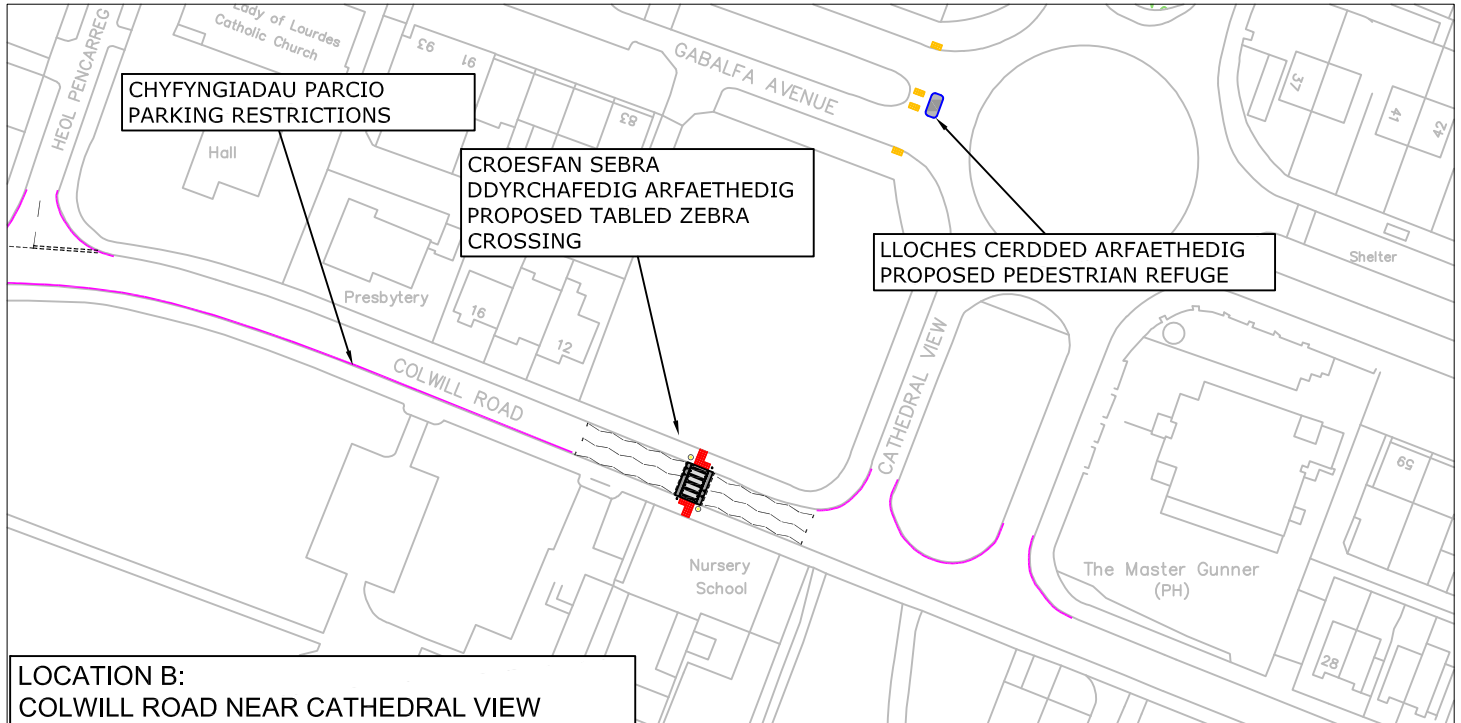 Lady of Lourdes
Catholic Church
HEOL PENCARREG
93
91
83
GABALFA AVENUE
37
41
42
CHYFYNGIADAU PARCIO
PARKING RESTRICTIONS
Hall
CROESFAN SEBRA
DDYRCHAFEDIG ARFAETHEDIG
PROPOSED TABLED ZEBRA
CROSSING
LLOCHES CERDDED ARFAETHEDIG
PROPOSED PEDESTRIAN REFUGE
Shelter
Presbytery
16
12
COLWILL ROAD
CATHEDRAL VIEW
59
Nursery
School
The Master Gunner
(PH)
28
LOCATION B:
COLWILL ROAD NEAR CATHEDRAL VIEW